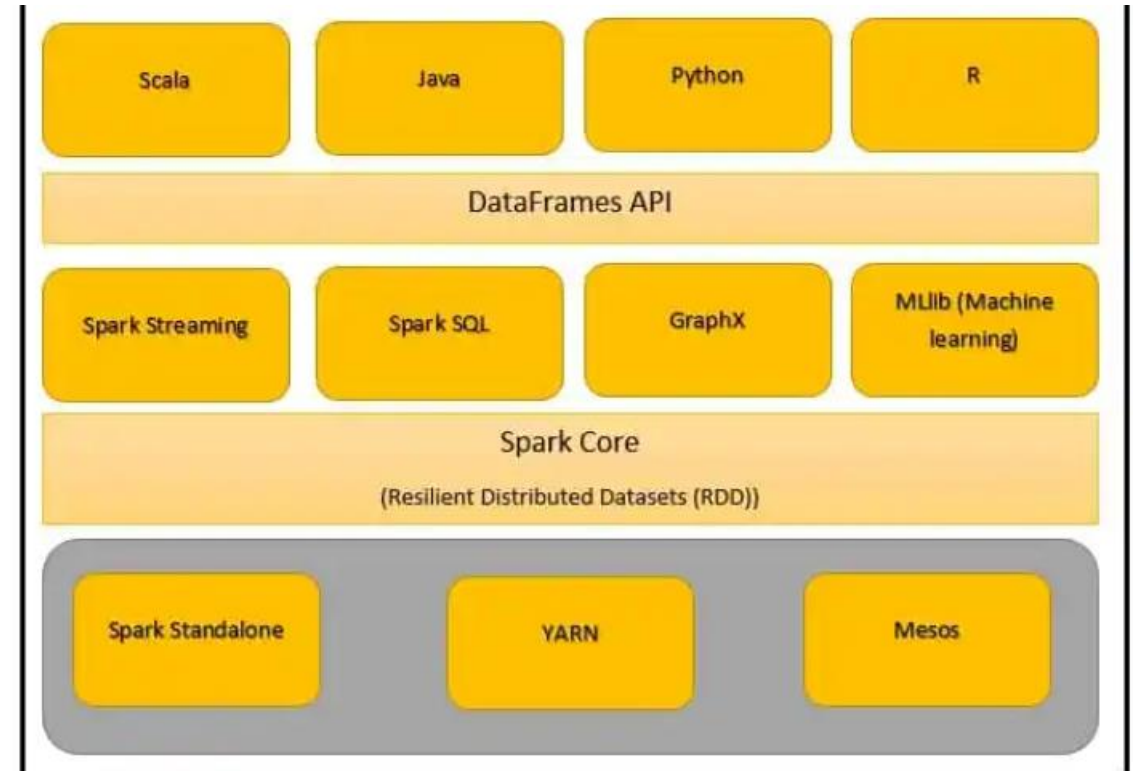 Scala
Java
Python
R
DataFrames API
Spark Streaming
Spark SQL
GraphX
MLlib (Machine
learning)
Spark Core
(Resilient Distributed Datasets (RDD))
Spark Standalone
YARN
Mesos